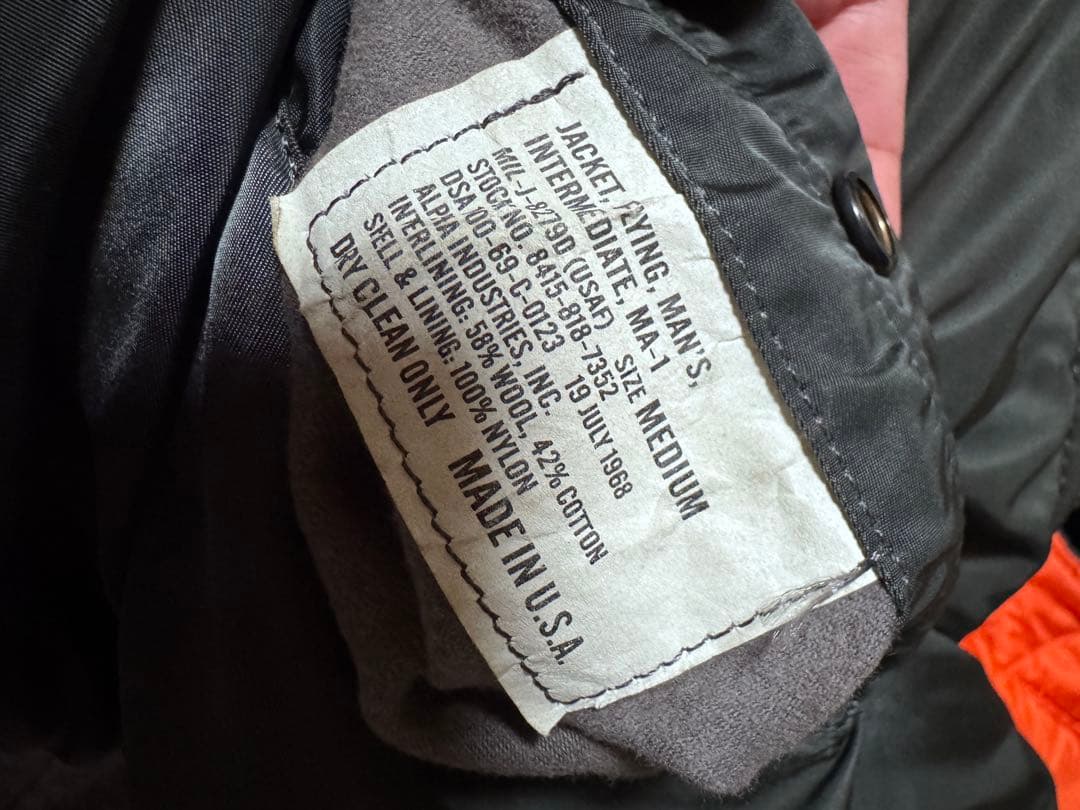 JACKET, FLYING, MAN'S,
INTERMEDIATE, MA-1
MIL-J-8279D (USAF) SIZE MEDIUM
STOCK NO. 8415-818-7352
DSA 100-69-C-0123 19 JULY 1968
ALPHA INDUSTRIES, INC.
INTERLINING: 58% WOOL, 42% COTTON
SHELL & LINING: 100% NYLON
DRY CLEAN ONLY MADE IN U.S.A.